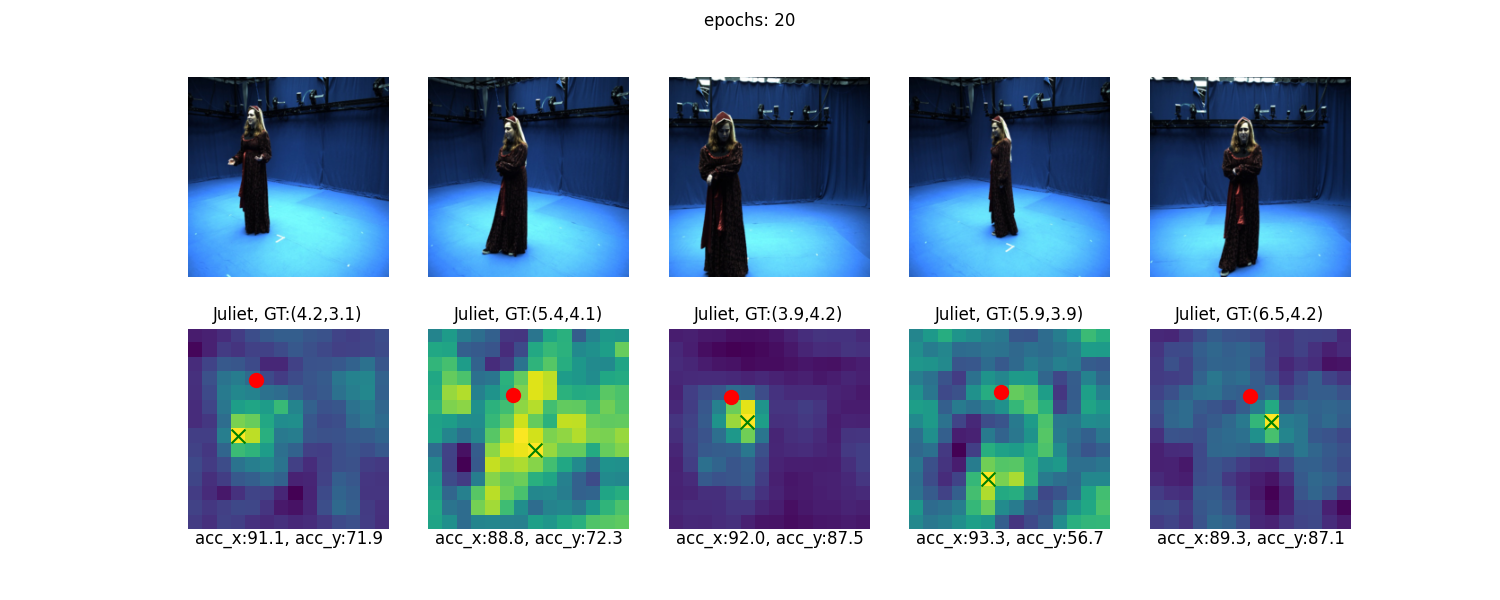 epochs: 20
Juliet, GT:(4.2,3.1)
Juliet, GT:(5.4,4.1)
Juliet, GT:(3.9,4.2)
Juliet, GT:(5.9,3.9)
Juliet, GT:(6.5,4.2)
acc_x:91.1, acc_y:71.9
acc_x:88.8, acc_y:72.3
acc_x:92.0, acc_y:87.5
acc_x:93.3, acc_y:56.7
acc_x:89.3, acc_y:87.1